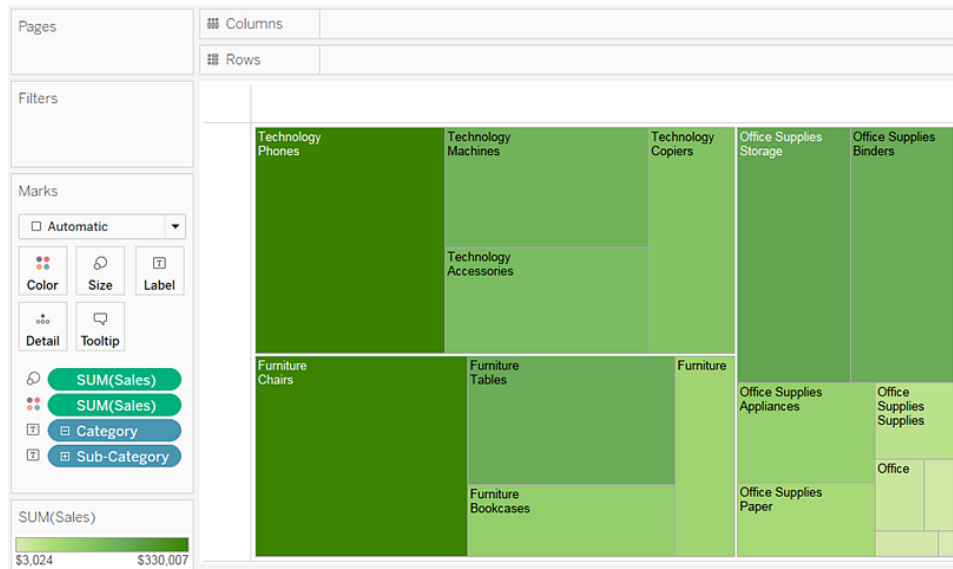 Pages
Columns
Rows
Filters
Marks
Automatic
Color
Size
Label
Detail
Tooltip
SUM(Sales)
SUM(Sales)
Category
Sub-Category
SUM(Sales)
$3,024
$330,007
Technology
Phones
Technology
Machines
Technology
Copiers
Technology
Accessories
Office Supplies
Storage
Office Supplies
Binders
Furniture
Chairs
Furniture
Tables
Furniture
Furniture
Bookcases
Office Supplies
Appliances
Office
Supplies
Supplies
Office
Office Supplies
Paper